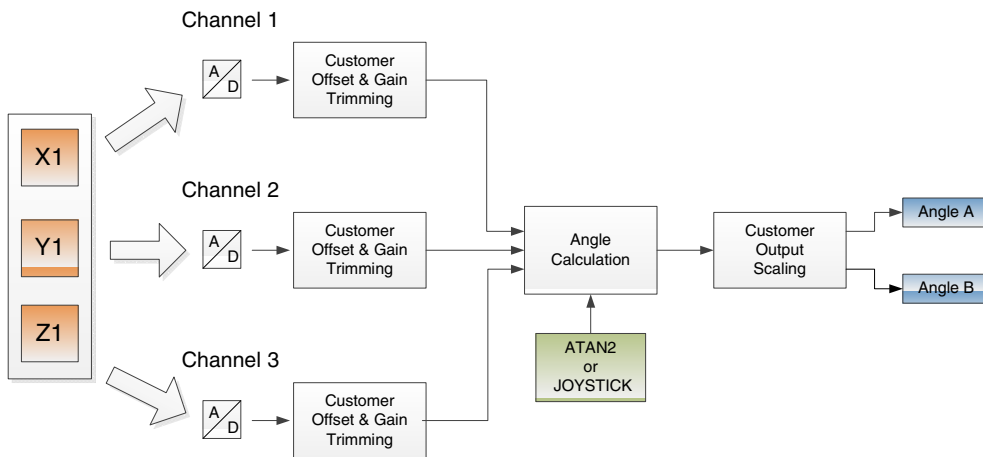 Channel 1
A
D
Customer
Offset & Gain
Trimming
X1
Channel 2
Y1
A
D
Customer
Offset & Gain
Trimming
Angle
Calculation
Customer
Output
Scaling
Angle A
Angle B
Z1
Channel 3
ATAN2
or
JOYSTICK
A
D
Customer
Offset & Gain
Trimming